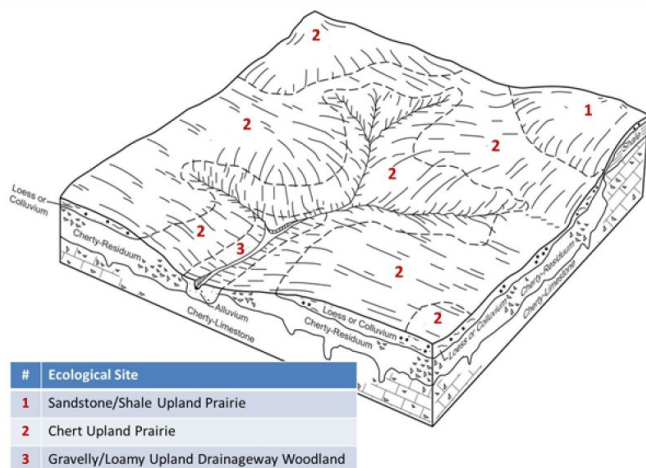 2
1
2
2
2
Shale
Loess or
Colluvium
Cherty-Residuum
2
3
2
2
Alluvium
Cherty-Limestone
Loess or Colluvium
Cherty-Residuum
Loess or Colluvium
Cherty-Residuum
Cherty-Limestone
# Ecological Site
1 Sandstone/Shale Upland Prairie
2 Chert Upland Prairie
3 Gravelly/Loamy Upland Drainageway Woodland